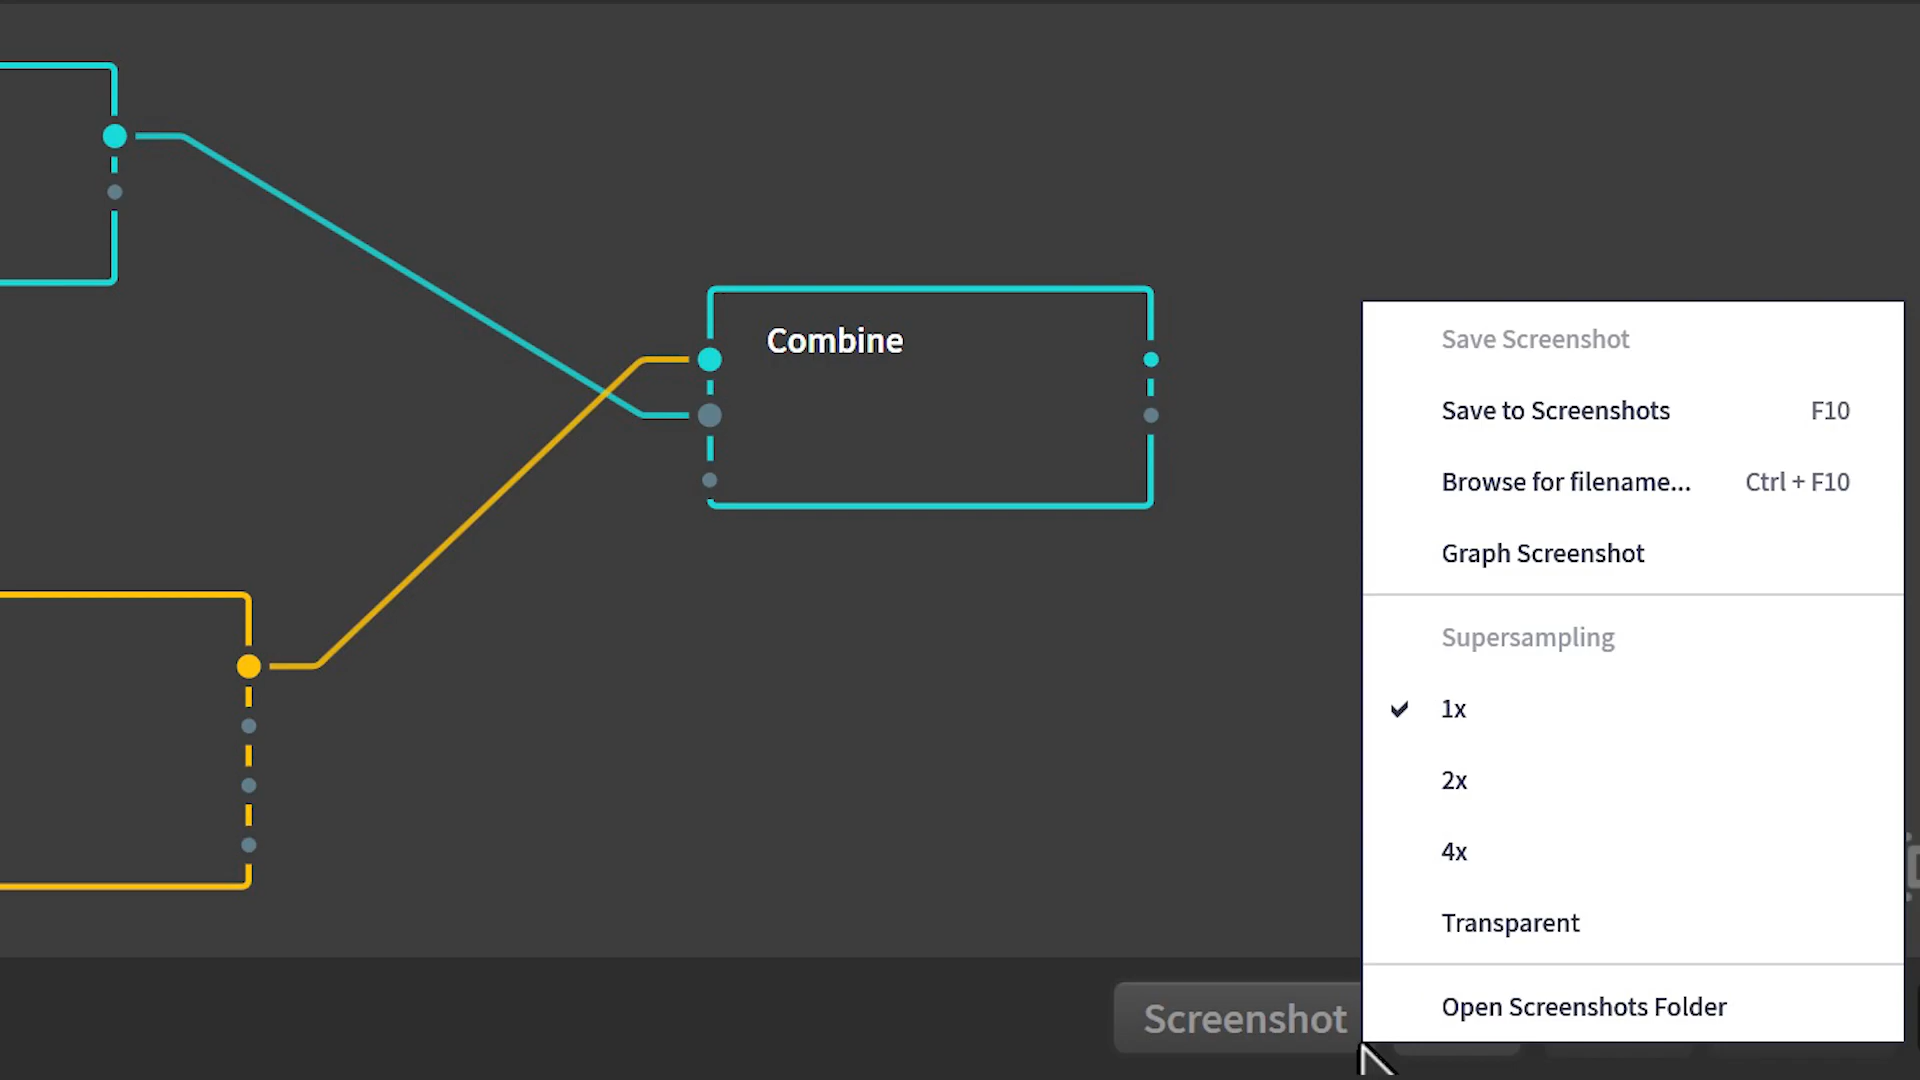 Combine
Save Screenshot
Save to Screenshots F10
Browse for filename... Ctrl + F10
Graph Screenshot
Supersampling
1x
2x
4x
Transparent
Open Screenshots Folder
Screenshot